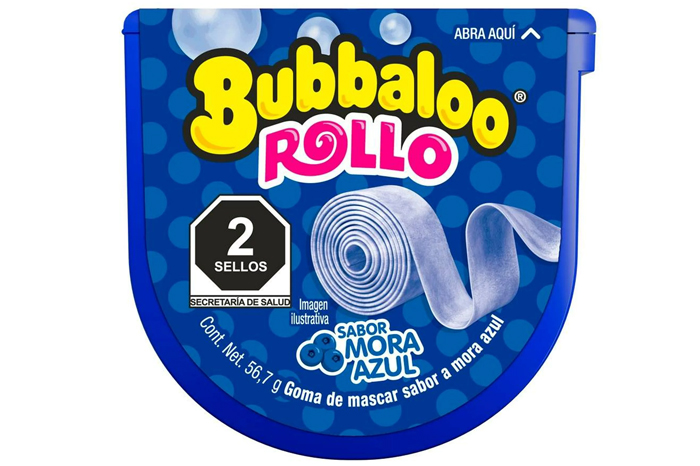 ABRA AQUÍ
Bubbaloo®
ROLLO
2
SELLOS
SECRETARÍA DE SALUD
Imagen
ilustrativa
SABOR
MORA
AZUL
Cont. Net. 56,7 g Goma de mascar sabor a mora azul